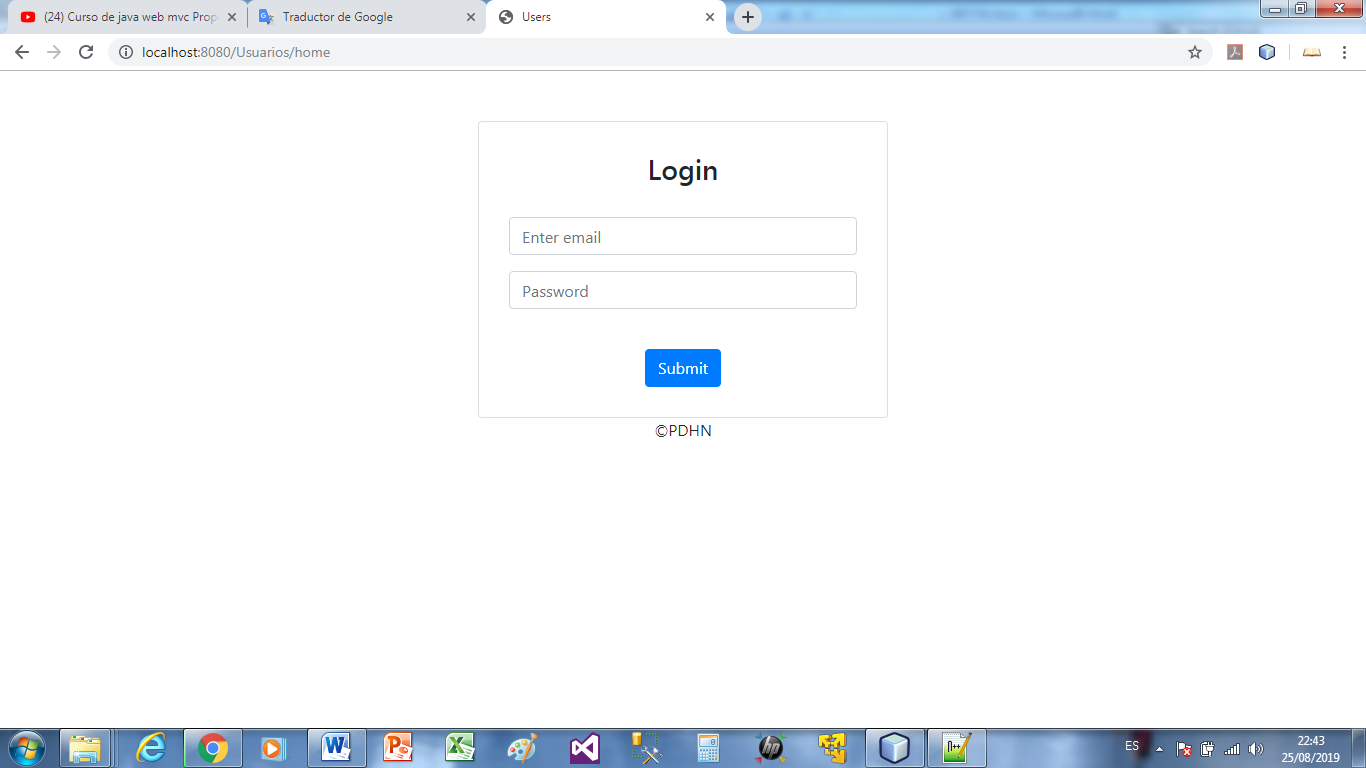 (24) Curso de java web mvc Prop
Traductor de Google
Users
localhost:8080/Usuarios/home
Login
Enter email
Password
Submit
©PDHN
ES
22:43
25/08/2019